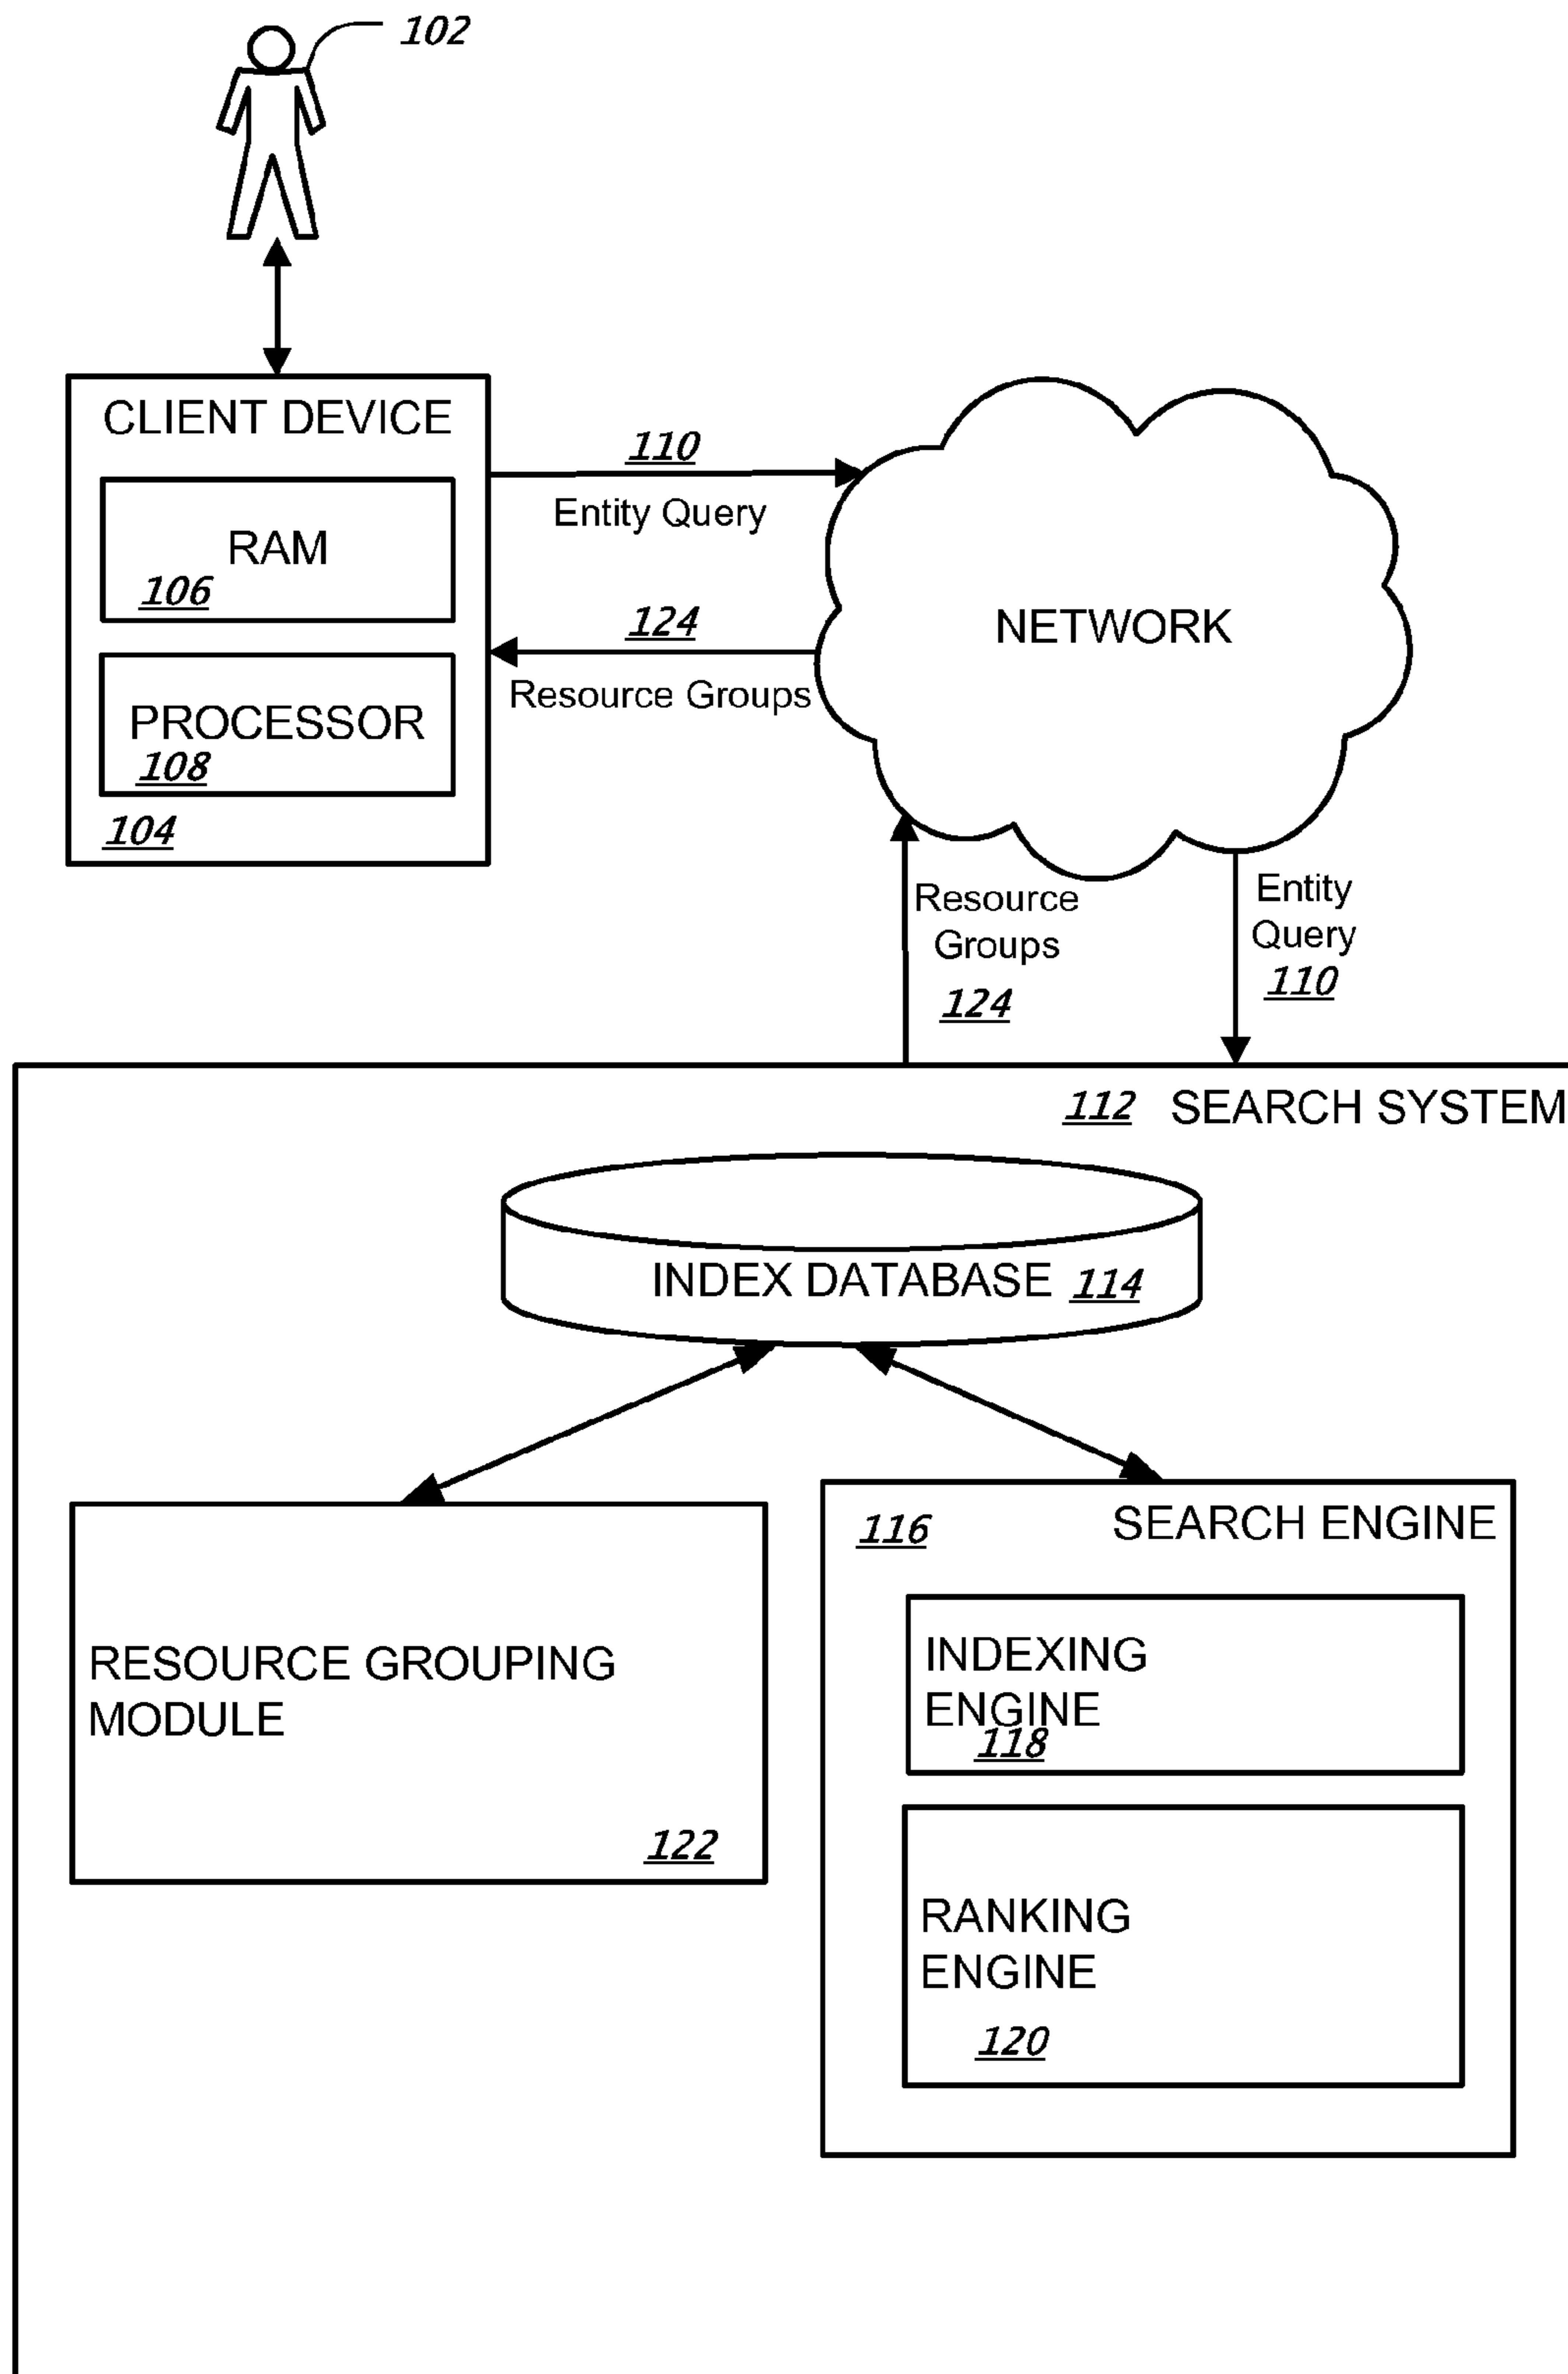 102
CLIENT DEVICE
RAM
106
PROCESSOR
108
104
110
Entity Query
124
Resource Groups
NETWORK
Resource
Groups
124
Entity
Query
110
112 SEARCH SYSTEM
INDEX DATABASE 114
RESOURCE GROUPING
MODULE
122
116 SEARCH ENGINE
INDEXING
ENGINE
118
RANKING
ENGINE
120